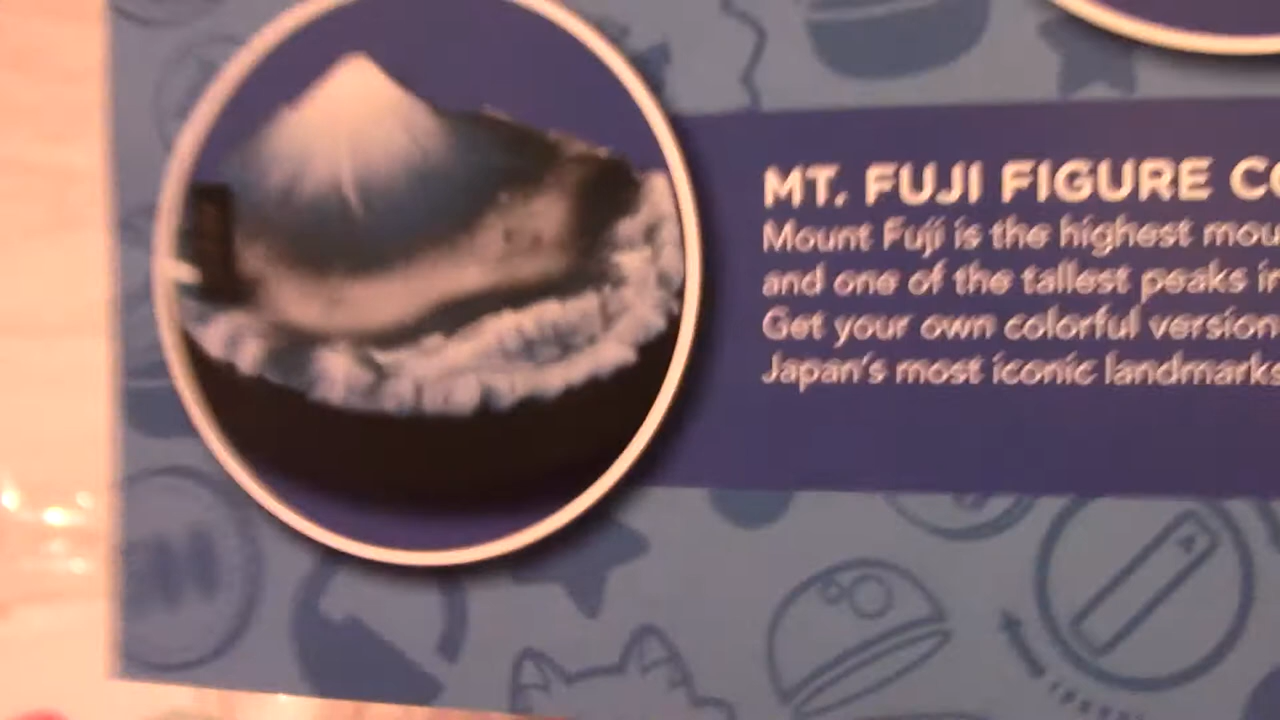 MT. FUJI FIGURE
Mount Fuji is the highest
and one of the tallest peaks
Get your own colorful version
Japan's most iconic landmarks